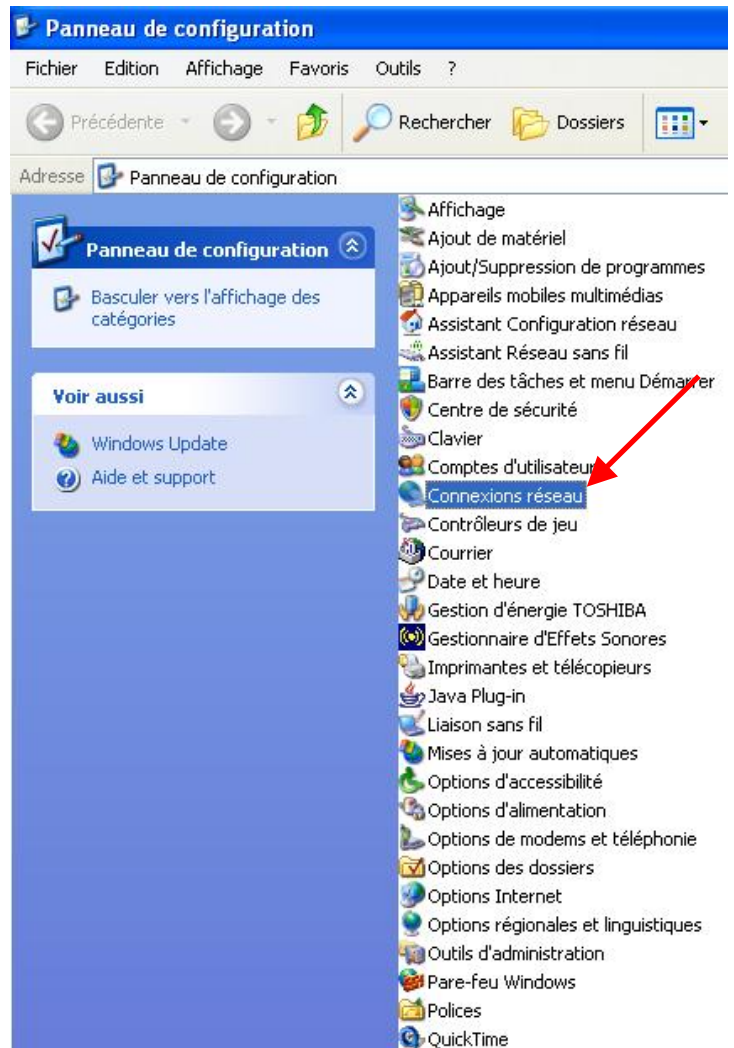 Panneau de configuration
Fichier Edition Affichage Favoris Outils ?
Précédente Rechercher Dossiers
Adresse Panneau de configuration
Panneau de configuration
Basculer vers l'affichage des
catégories
Voir aussi
Windows Update
Aide et support
Affichage
Ajout de matériel
Ajout/Suppression de programmes
Appareils mobiles multimédias
Assistant Configuration réseau
Assistant Réseau sans fil
Barre des tâches et menu Démarrer
Centre de sécurité
Clavier
Comptes d'utilisateurs
Connexions réseau
Contrôleurs de jeu
Courrier
Date et heure
Gestion d'énergie TOSHIBA
Gestionnaire d'Effets Sonores
Imprimantes et télécopieurs
Java Plug-in
Liaison sans fil
Mises à jour automatiques
Options d'accessibilité
Options d'alimentation
Options de modems et téléphonie
Options des dossiers
Options Internet
Options régionales et linguistiques
Outils d'administration
Pare-feu Windows
Polices
QuickTime